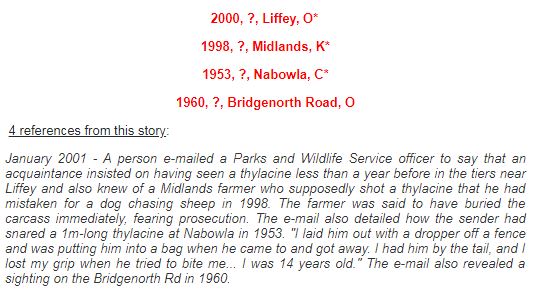 2000, ?, Liffey, O*
1998, ?, Midlands, K*
1953, ?, Nabowla, C*
1960, ?, Bridgenorth Road, O
4 references from this story:
January 2001 - A person e-mailed a Parks and Wildlife Service officer to say that an
acquaintance insisted on having seen a thylacine less than a year before in the tiers near
Liffey and also knew of a Midlands farmer who supposedly shot a thylacine that he had
mistaken for a dog chasing sheep in 1998. The farmer was said to have buried the
carcass immediately, fearing prosecution. The e-mail also detailed how the sender had
snared a 1m-long thylacine at Nabowla in 1953. "I laid him out with a dropper off a fence
and was putting him into a bag when he came to and got away. I had him by the tail, and I
lost my grip when he tried to bite me... I was 14 years old." The e-mail also revealed a
sighting on the Bridgenorth Rd in 1960.